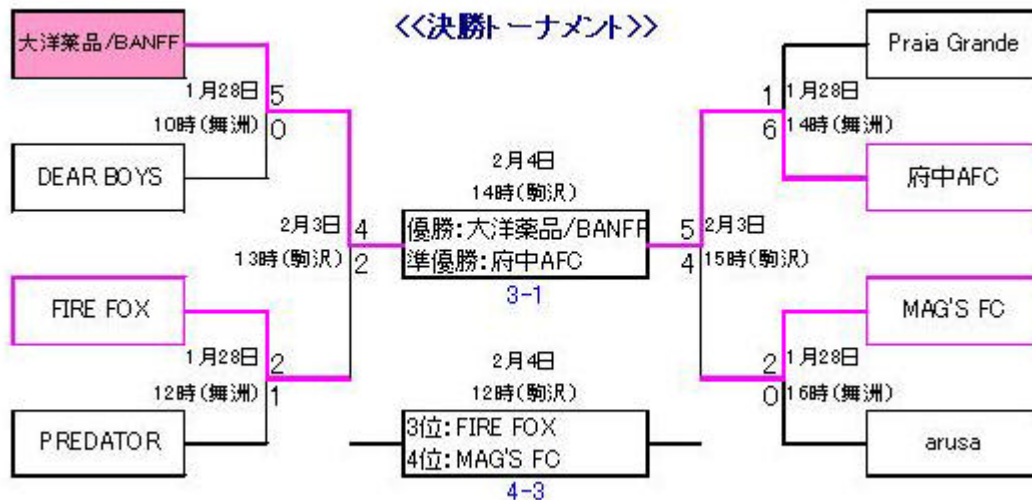 <<決勝トーナメント>>
大洋薬品/BANFF
1月28日
10時(舞洲)
5
0
DEAR BOYS
2月3日
13時(駒沢)
4
2
FIRE FOX
1月28日
12時(舞洲)
2
1
PREDATOR
2月4日
14時(駒沢)
優勝:大洋薬品/BANFF
準優勝:府中AFC
3-1
2月4日
12時(駒沢)
3位:FIRE FOX
4位:MAG'S FC
4-3
Praia Grande
1
6
1月28日
14時(舞洲)
府中AFC
5
4
2月3日
15時(駒沢)
MAG'S FC
2
0
1月28日
16時(舞洲)
arusa